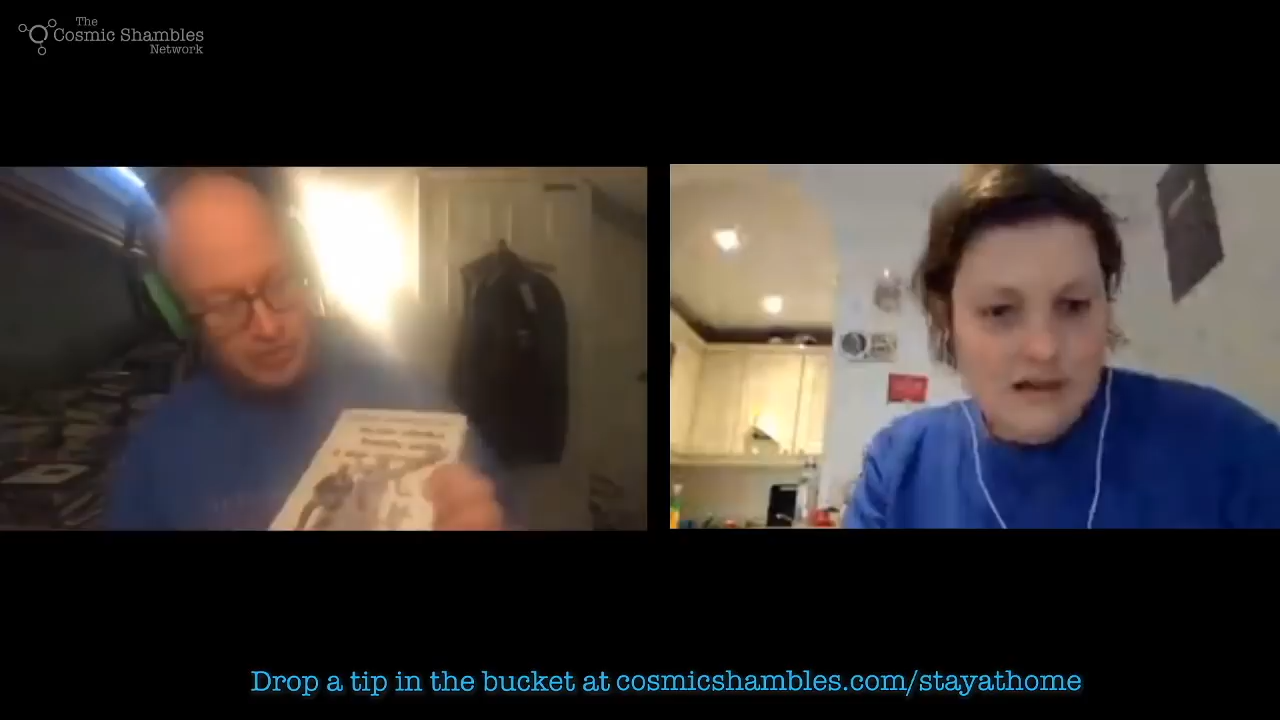 The
Cosmic Shambles
Network
Drop a tip in the bucket at cosmicshambles.com/stayathome